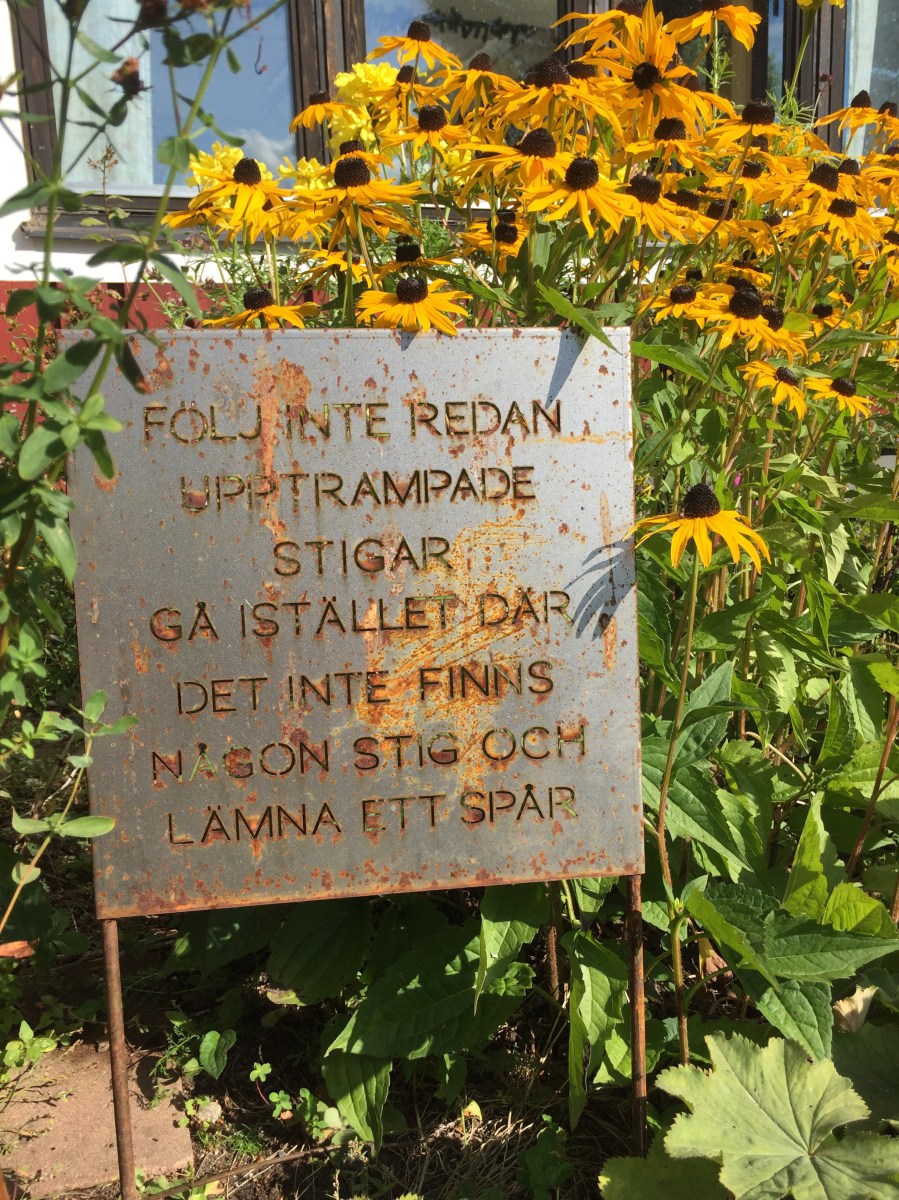 FÖLJ INTE REDAN
UPPTRAMPADE
STIGAR
GÅ ISTÄLLET DÄR
DET INTE FINNS
NÅGON STIG OCH
LÄMNA ETT SPÅR